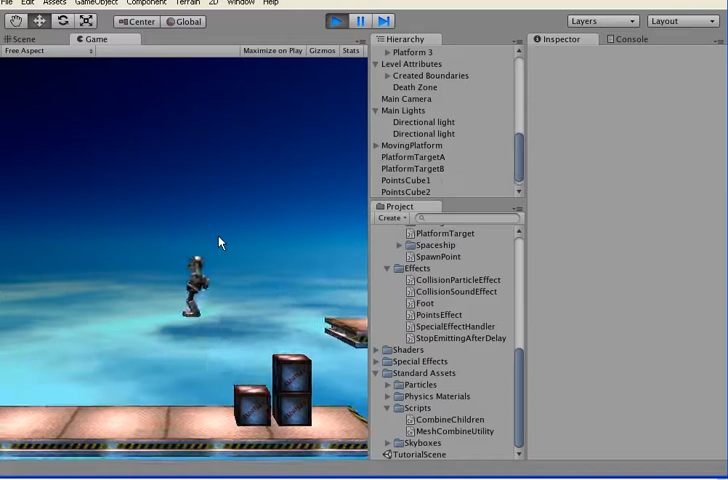 File Edit Assets GameObject Component Terrain 2D Window Help
Center Global Layers Layout
Scene Game Hierarchy Inspector Console
Free Aspect Maximize on Play Gizmos Stats
Platform 3
Level Attributes
Created Boundaries
Death Zone
Main Camera
Main Lights
Directional light
Directional light
MovingPlatform
PlatformTargetA
PlatformTargetB
PointsCube1
PointsCube2
Project
Create
PlatformTarget
Spaceship
SpawnPoint
Effects
CollisionParticleEffect
CollisionSoundEffect
Foot
PointsEffect
SpecialEffectHandler
StopEmittingAfterDelay
Shaders
Special Effects
Standard Assets
Particles
Physics Materials
Scripts
CombineChildren
MeshCombineUtility
Skyboxes
TutorialScene